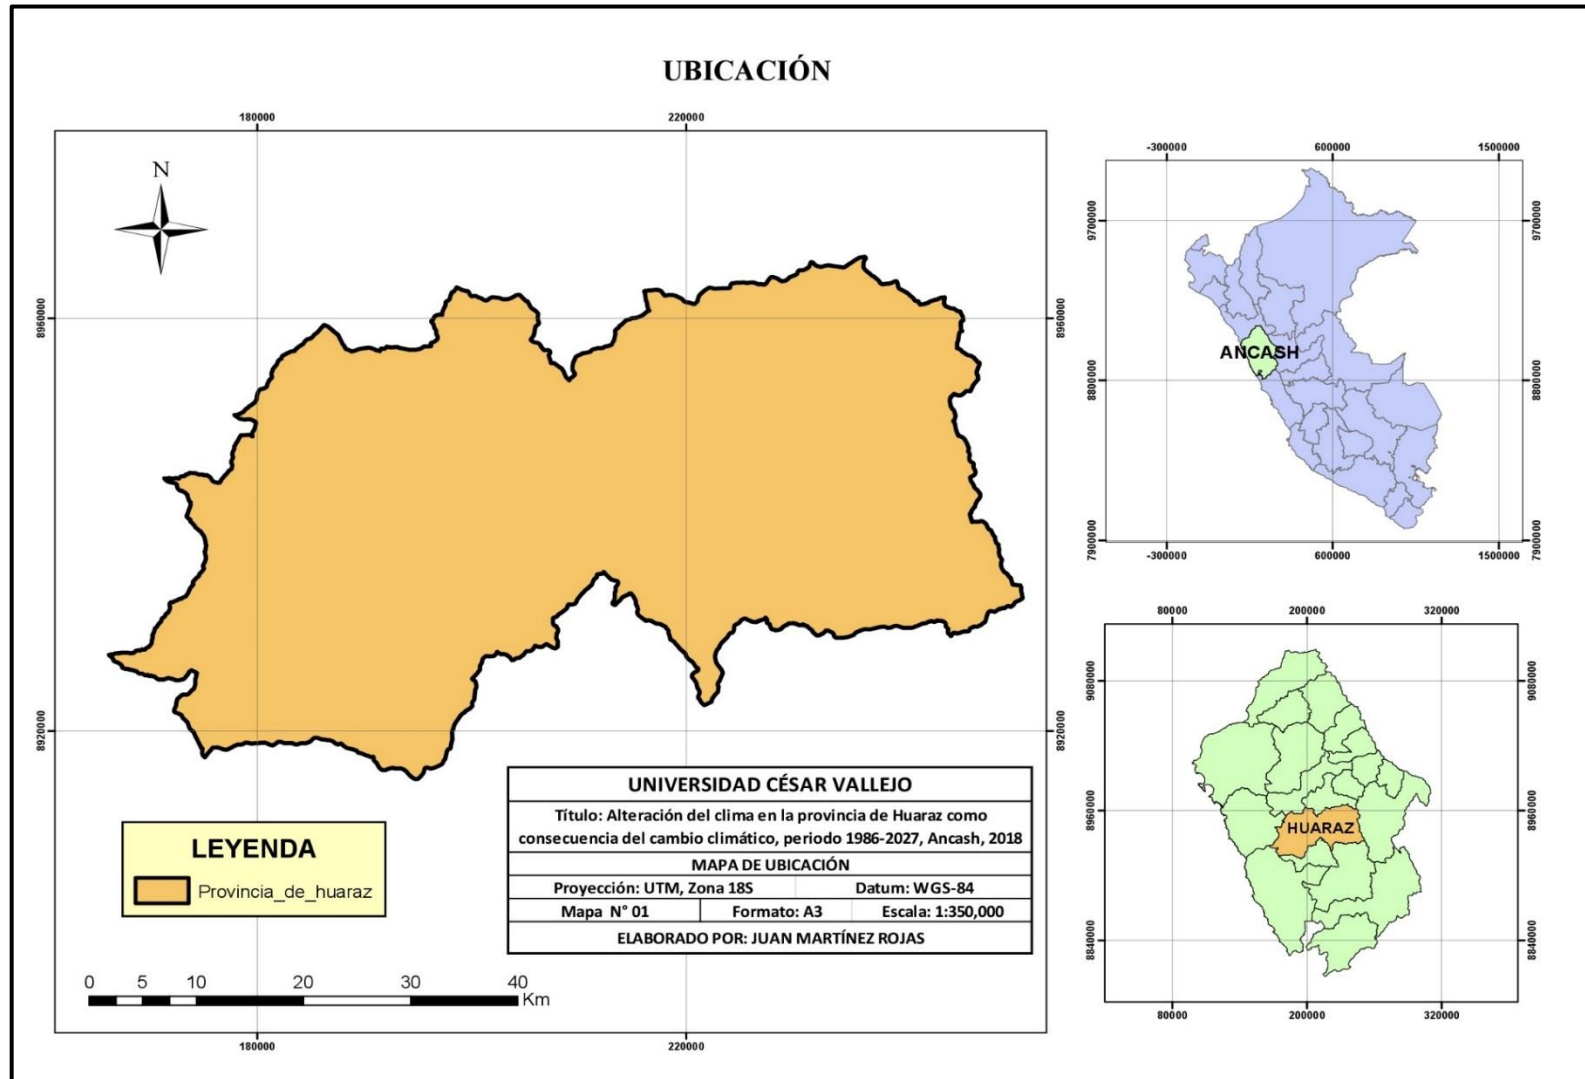 UBICACIÓN
180000
220000
N
8960000
8960000
8920000
8920000
180000
220000
LEYENDA
Provincia_de_huaraz
0 5 10 20 30 40
Km
UNIVERSIDAD CÉSAR VALLEJO
Título: Alteración del clima en la provincia de Huaraz como
consecuencia del cambio climático, periodo 1986-2027, Ancash, 2018
MAPA DE UBICACIÓN
Proyección: UTM, Zona 18S Datum: WGS-84
Mapa N° 01 Formato: A3 Escala: 1:350,000
ELABORADO POR: JUAN MARTÍNEZ ROJAS
-300000 600000 1500000
9700000
9700000
ANCASH
8800000
8800000
7900000
7900000
-300000 600000 1500000
80000 200000 320000
9080000
9080000
8960000
8960000
HUARAZ
8840000
8840000
80000 200000 320000